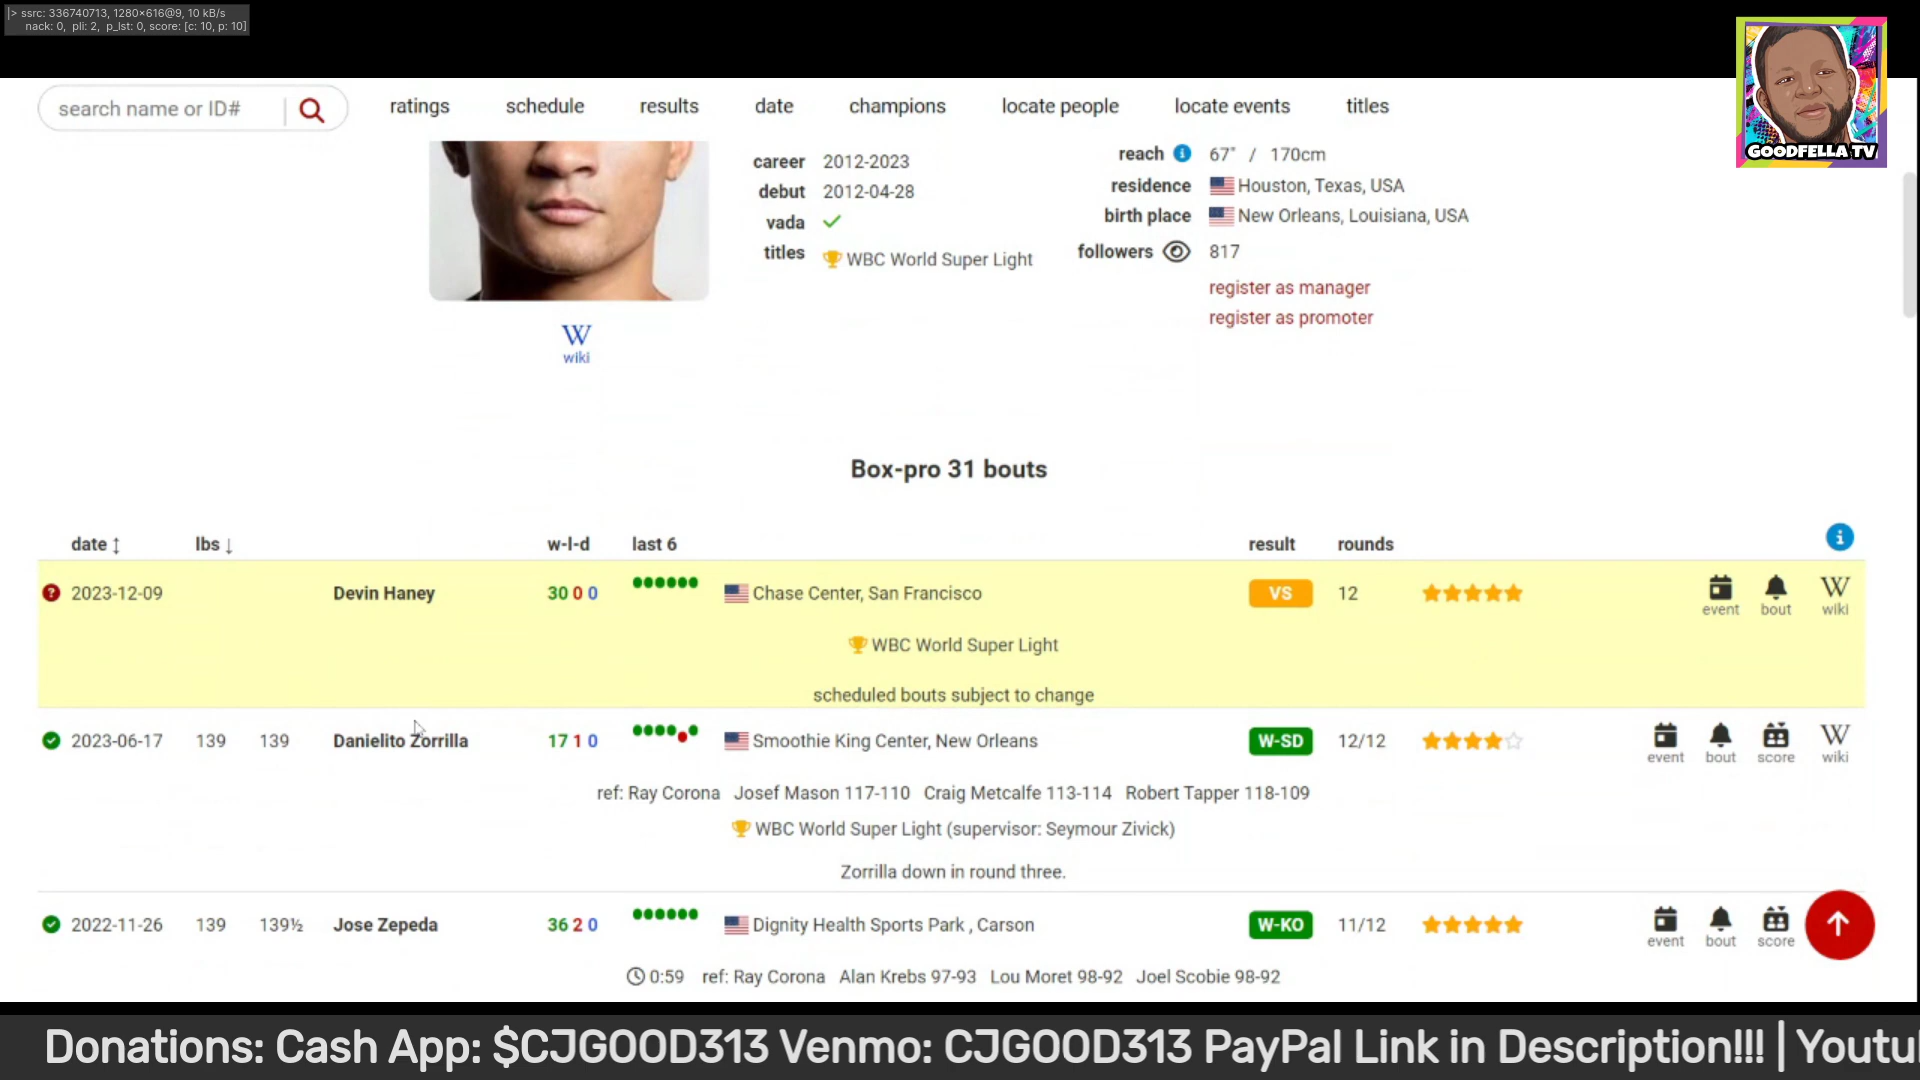 |> ssrc: 336740713, 1280×616@9, 10 kB/s
nack: 0, pli: 2, p_lst: 0, score: [c: 10, p: 10]
GOODFELLA TV
search name or ID#
ratings schedule results date champions locate people locate events titles
career 2012-2023
debut 2012-04-28
vada
titles WBC World Super Light
reach i 67" / 170cm
residence Houston, Texas, USA
birth place New Orleans, Louisiana, USA
followers 817
register as manager
register as promoter
W
wiki
Box-pro 31 bouts
date lbs w-l-d last 6 result rounds i
? 2023-12-09 Devin Haney 30 0 0 Chase Center, San Francisco VS 12 event bout W wiki
WBC World Super Light
scheduled bouts subject to change
2023-06-17 139 139 Danielito Zorrilla 17 1 0 Smoothie King Center, New Orleans W-SD 12/12 event bout score W wiki
ref: Ray Corona Josef Mason 117-110 Craig Metcalfe 113-114 Robert Tapper 118-109
WBC World Super Light (supervisor: Seymour Zivick)
Zorrilla down in round three.
2022-11-26 139 139½ Jose Zepeda 36 2 0 Dignity Health Sports Park , Carson W-KO 11/12 event bout score
0:59 ref: Ray Corona Alan Krebs 97-93 Lou Moret 98-92 Joel Scobie 98-92
Donations: Cash App: $CJGOOD313 Venmo: CJGOOD313 PayPal Link in Description!!! | Youtu